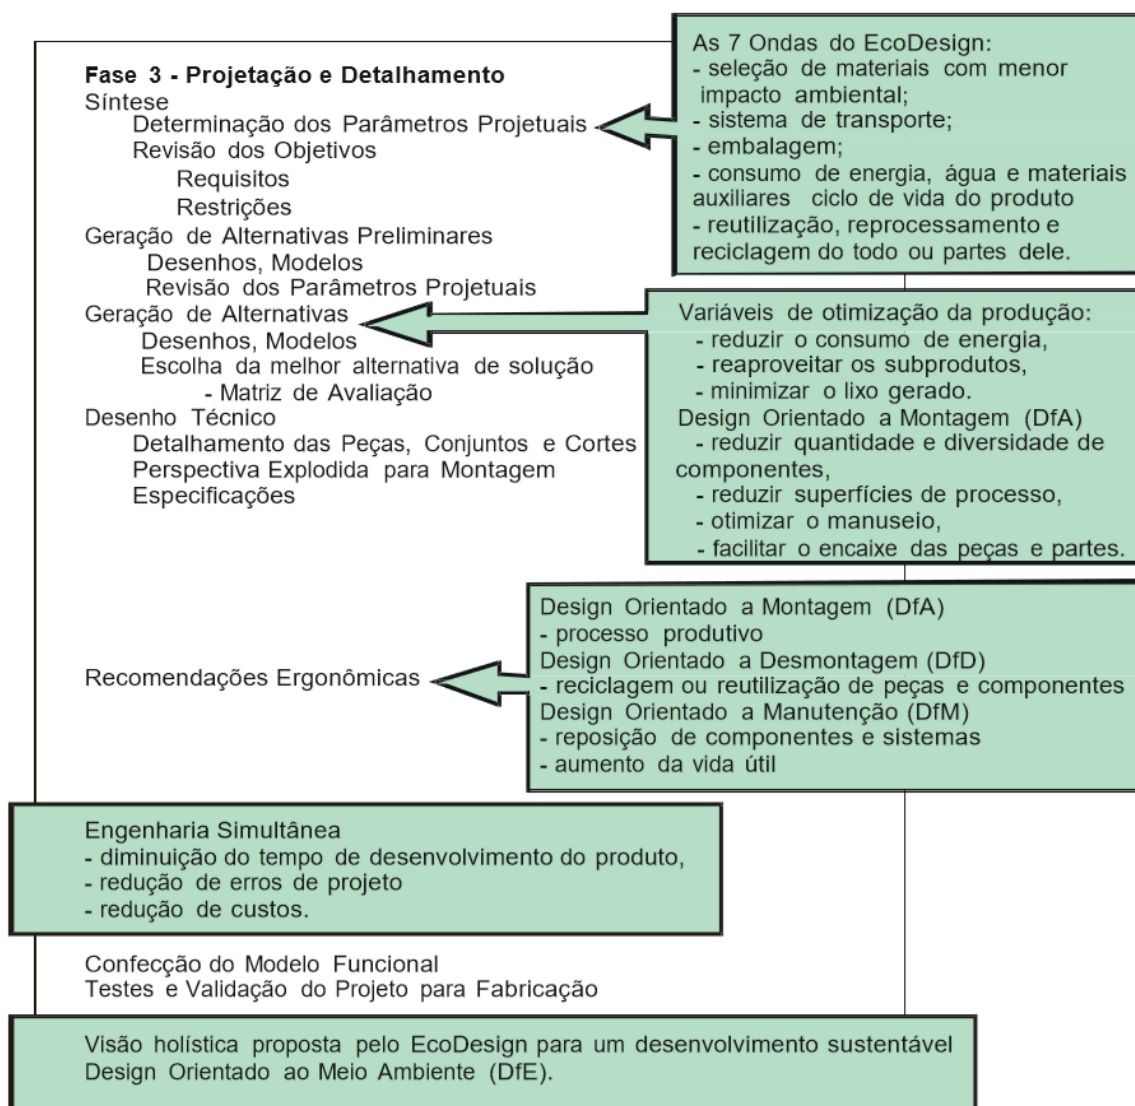 As 7 Ondas do EcoDesign:
- seleção de materiais com menor
impacto ambiental;
- sistema de transporte;
- embalagem;
- consumo de energia, água e materiais
auxiliares ciclo de vida do produto
- reutilização, reprocessamento e
reciclagem do todo ou partes dele.
Fase 3 - Projetação e Detalhamento
Síntese
Determinação dos Parâmetros Projetuais
Revisão dos Objetivos
Requisitos
Restrições
Geração de Alternativas Preliminares
Desenhos, Modelos
Revisão dos Parâmetros Projetuais
Geração de Alternativas
Desenhos, Modelos
Escolha da melhor alternativa de solução
- Matriz de Avaliação
Desenho Técnico
Detalhamento das Peças, Conjuntos e Cortes
Perspectiva Explodida para Montagem
Especificações
Variáveis de otimização da produção:
- reduzir o consumo de energia,
- reaproveitar os subprodutos,
- minimizar o lixo gerado.
Design Orientado a Montagem (DfA)
- reduzir quantidade e diversidade de
componentes,
- reduzir superfícies de processo,
- otimizar o manuseio,
- facilitar o encaixe das peças e partes.
Recomendações Ergonômicas
Design Orientado a Montagem (DfA)
- processo produtivo
Design Orientado a Desmontagem (DfD)
- reciclagem ou reutilização de peças e componentes
Design Orientado a Manutenção (DfM)
- reposição de componentes e sistemas
- aumento da vida útil
Engenharia Simultânea
- diminuição do tempo de desenvolvimento do produto,
- redução de erros de projeto
- redução de custos.
Confecção do Modelo Funcional
Testes e Validação do Projeto para Fabricação
Visão holística proposta pelo EcoDesign para um desenvolvimento sustentável
Design Orientado ao Meio Ambiente (DfE).